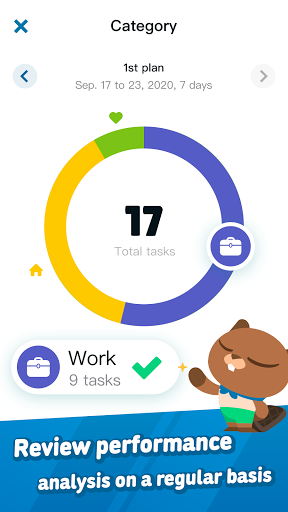 Category
1st plan
Sep. 17 to 23, 2020, 7 days
17
Total tasks
Work
9 tasks
Review performance
analysis on a regular basis